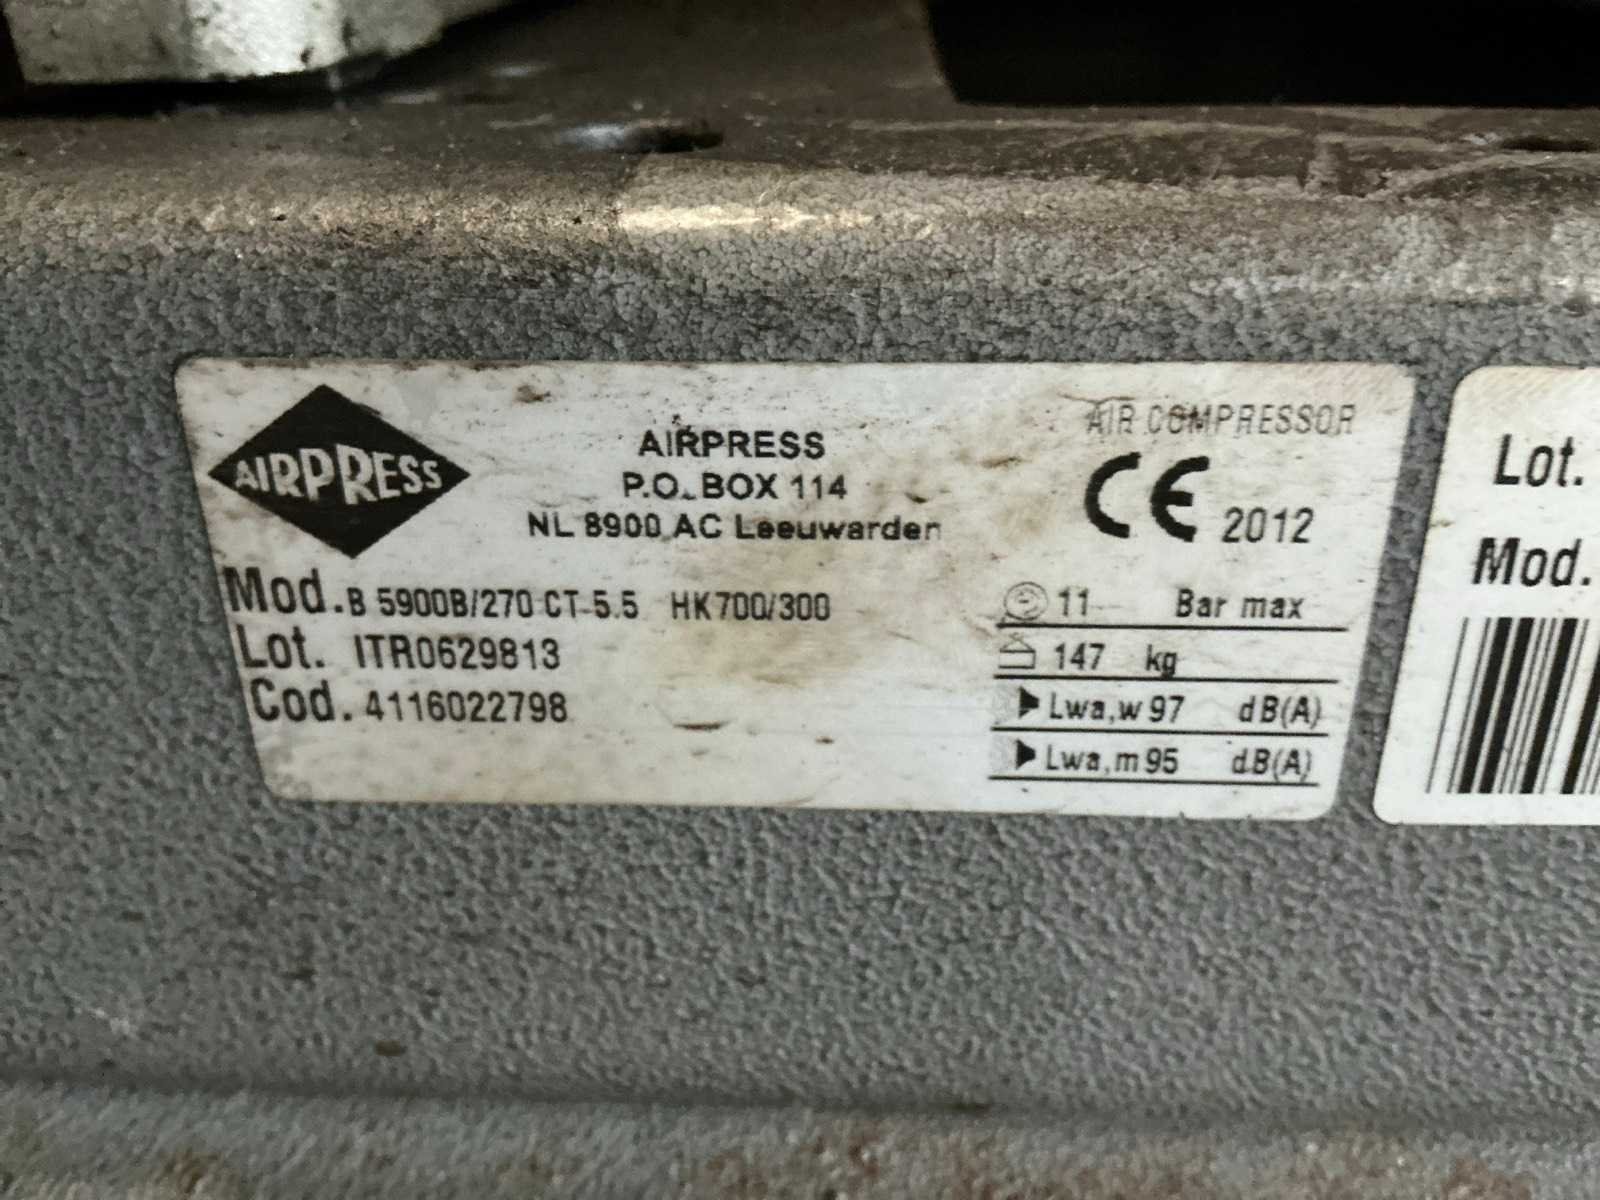 AIRPRESS
AIRPRESS
P.O. BOX 114
NL 8900 AC Leeuwarden
AIR COMPRESSOR
CE 2012
Mod. B 5900B/270 CT-5.5 HK700/300
Lot. ITR0629813
Cod. 4116022798
11 Bar max
147 kg
Lwa,w 97 dB(A)
Lwa,m 95 dB(A)
Lot.
Mod.